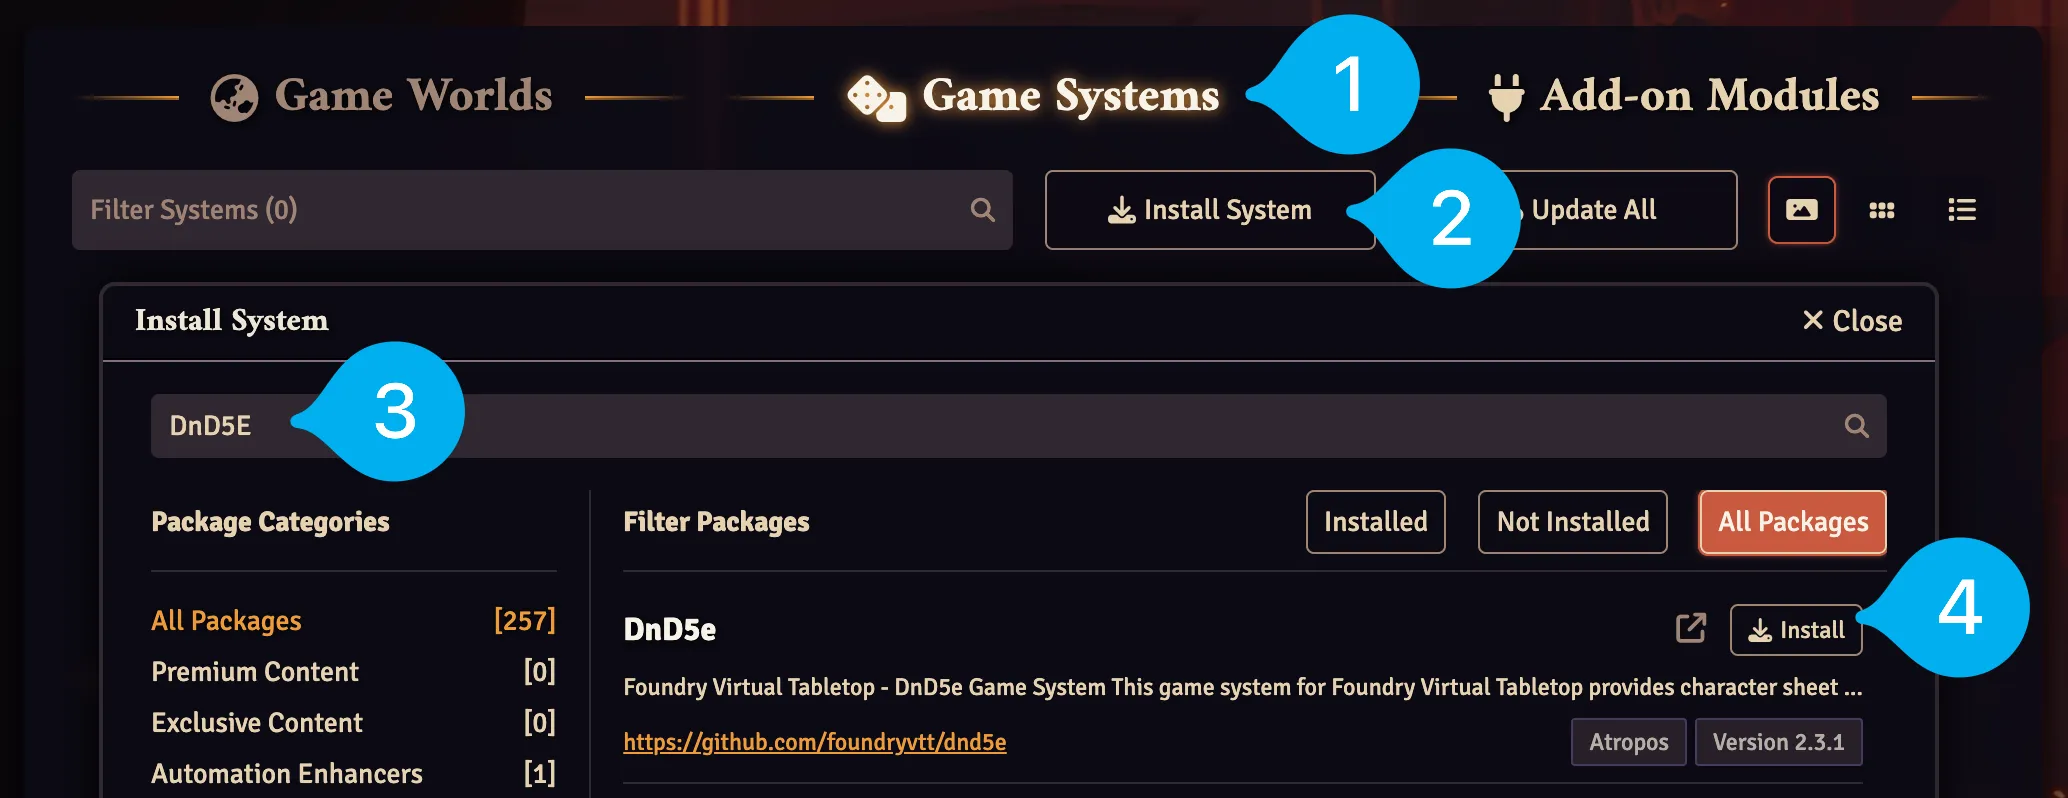 Game Worlds
Game Systems
1
Add-on Modules
Filter Systems (0)
Install System
2
Update All
Install System
Close
3
DnD5E
Package Categories
Filter Packages
Installed
Not Installed
All Packages
All Packages [257]
Premium Content [0]
Exclusive Content [0]
Automation Enhancers [1]
DnD5e
Install
4
Foundry Virtual Tabletop - DnD5e Game System This game system for Foundry Virtual Tabletop provides character sheet ...
https://github.com/foundryvtt/dnd5e
Atropos
Version 2.3.1